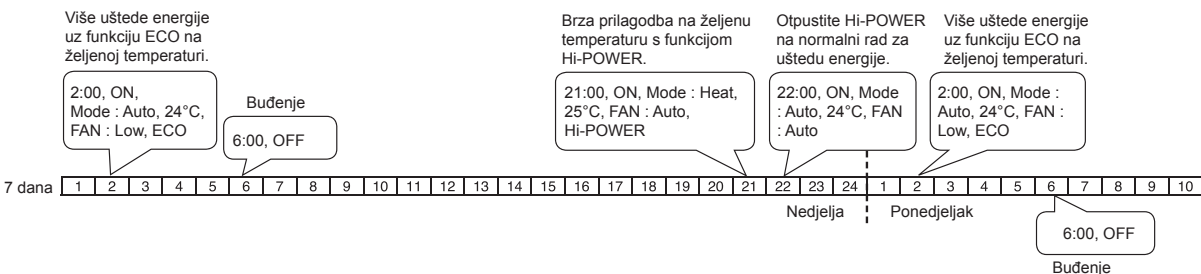 Više uštede energije
uz funkciju ECO na
željenoj temperaturi.
2:00, ON,
Mode : Auto, 24°C,
FAN : Low, ECO
Buđenje
6:00, OFF
Brza prilagodba na željenu
temperaturu s funkcijom
Hi-POWER.
21:00, ON, Mode : Heat,
25°C, FAN : Auto,
Hi-POWER
Otpustite Hi-POWER
na normalni rad za
uštedu energije.
22:00, ON, Mode
: Auto, 24°C, FAN
: Auto
Više uštede energije
uz funkciju ECO na
željenoj temperaturi.
2:00, ON, Mode :
Auto, 24°C, FAN :
Low, ECO
7 dana 1 2 3 4 5 6 7 8 9 10 11 12 13 14 15 16 17 18 19 20 21 22 23 24 1 2 3 4 5 6 7 8 9 10
Nedjelja Ponedjeljak
6:00, OFF
Buđenje